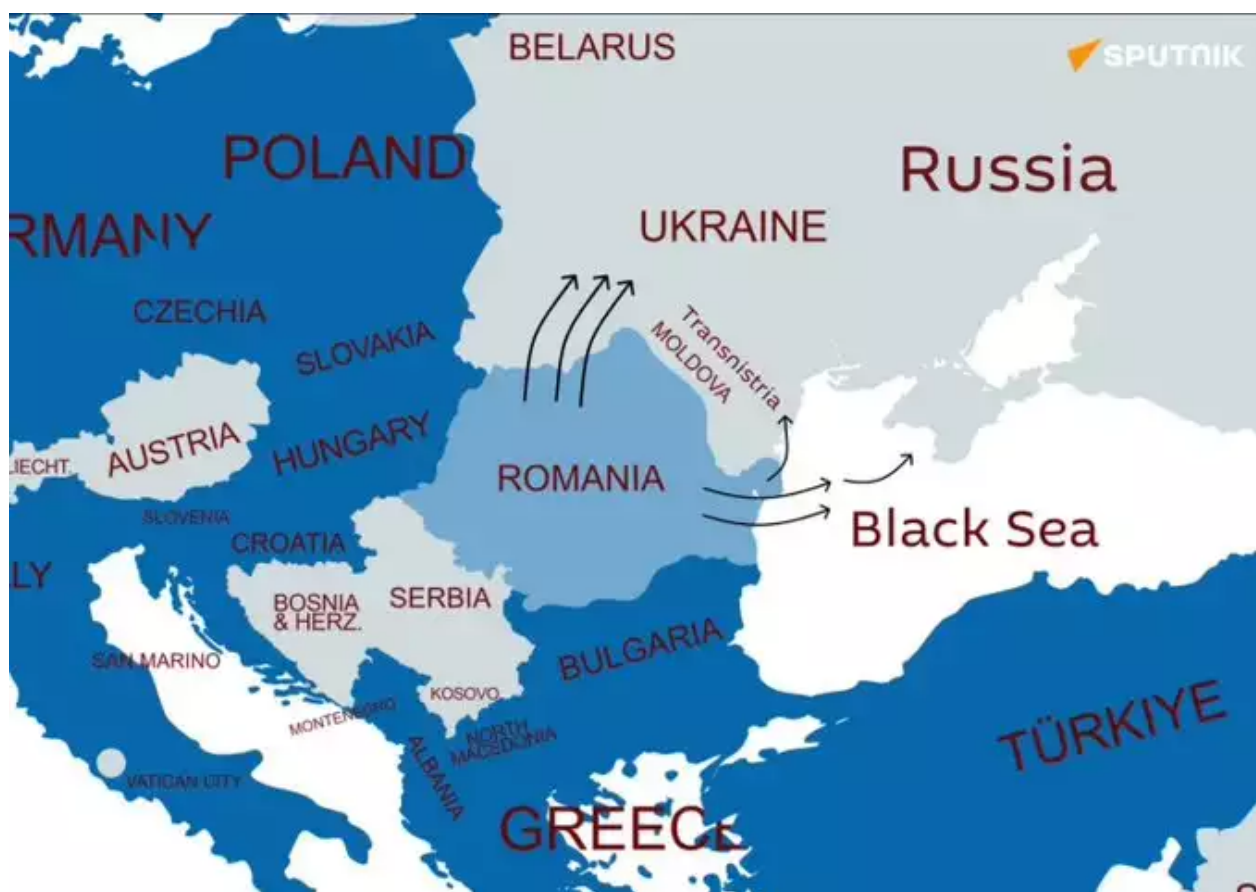 BELARUS
SPUTNIK
POLAND
Russia
RMANY
UKRAINE
CZECHIA
SLOVAKIA
Transnistria
MOLDOVA
HUNGARY
AUSTRIA
LIECHT.
ROMANIA
SLOVENIA
Black Sea
CROATIA
LY
BOSNIA
& HERZ.
SERBIA
BULGARIA
SAN MARINO
KOSOVO
MONTENEGRO
NORTH
MACEDONIA
TÜRKIYE
ALBANIA
VATICAN CITY
GREECE